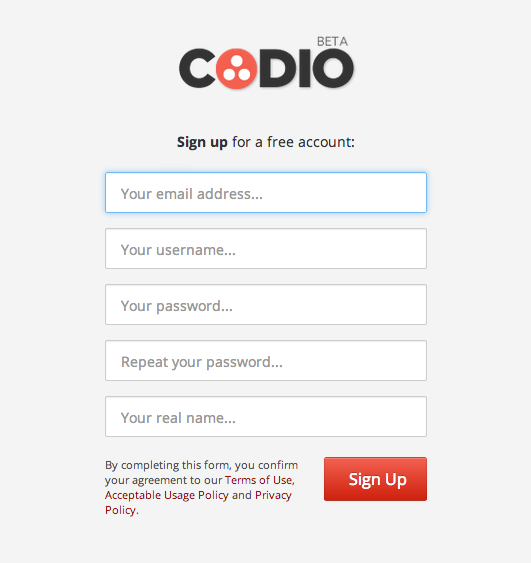 BETA
CODIO
Sign up for a free account:
Your email address...
Your username...
Your password...
Repeat your password...
Your real name...
By completing this form, you confirm
your agreement to our Terms of Use,
Acceptable Usage Policy and Privacy
Policy.
Sign Up